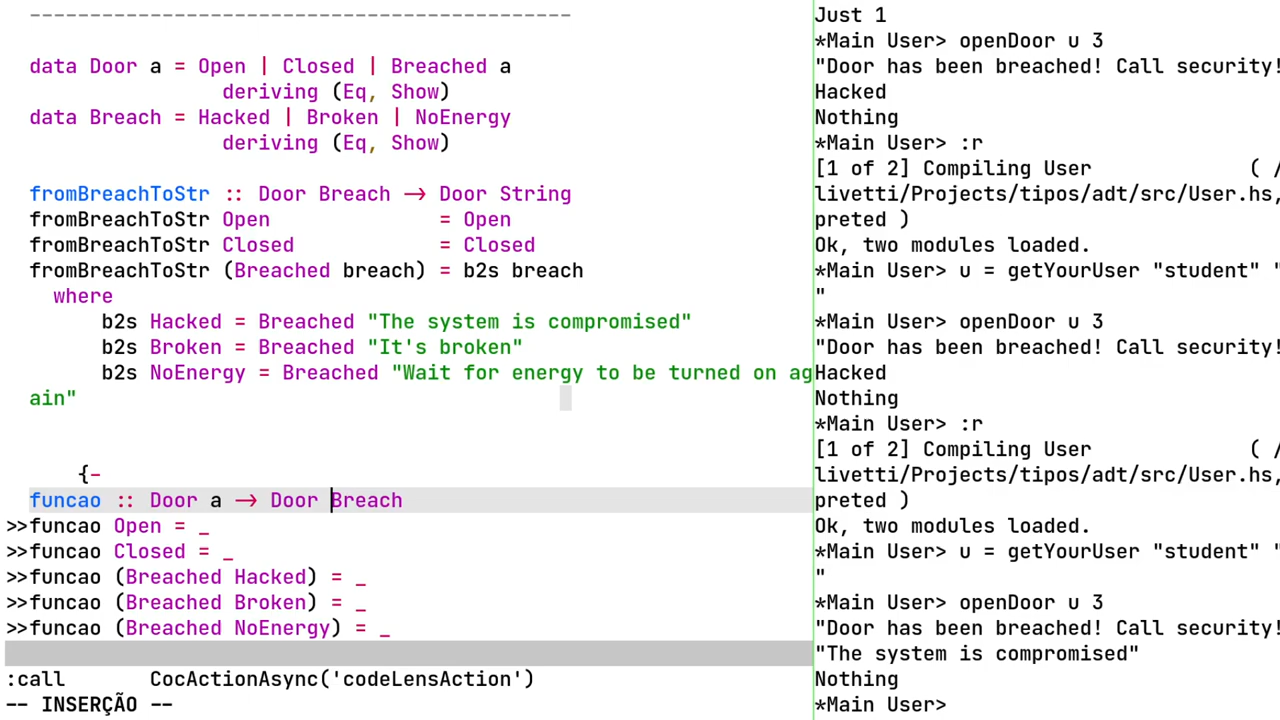 ---------------------------------------------
data Door a = Open | Closed | Breached a
deriving (Eq, Show)
data Breach = Hacked | Broken | NoEnergy
deriving (Eq, Show)
fromBreachToStr :: Door Breach -> Door String
fromBreachToStr Open = Open
fromBreachToStr Closed = Closed
fromBreachToStr (Breached breach) = b2s breach
where
b2s Hacked = Breached "The system is compromised"
b2s Broken = Breached "It's broken"
b2s NoEnergy = Breached "Wait for energy to be turned on ag
ain"
{-
funcao :: Door a -> Door Breach
>>funcao Open = _
>>funcao Closed = _
>>funcao (Breached Hacked) = _
>>funcao (Breached Broken) = _
>>funcao (Breached NoEnergy) = _
:call CocActionAsync('codeLensAction')
-- INSERÇÃO --
Just 1
*Main User> openDoor u 3
"Door has been breached! Call security!
Hacked
Nothing
*Main User> :r
[1 of 2] Compiling User ( /
livetti/Projects/tipos/adt/src/User.hs,
preted )
Ok, two modules loaded.
*Main User> u = getYourUser "student" "
"
*Main User> openDoor u 3
"Door has been breached! Call security!
Hacked
Nothing
*Main User> :r
[1 of 2] Compiling User ( /
livetti/Projects/tipos/adt/src/User.hs,
preted )
Ok, two modules loaded.
*Main User> u = getYourUser "student" "
"
*Main User> openDoor u 3
"Door has been breached! Call security!
"The system is compromised"
Nothing
*Main User>